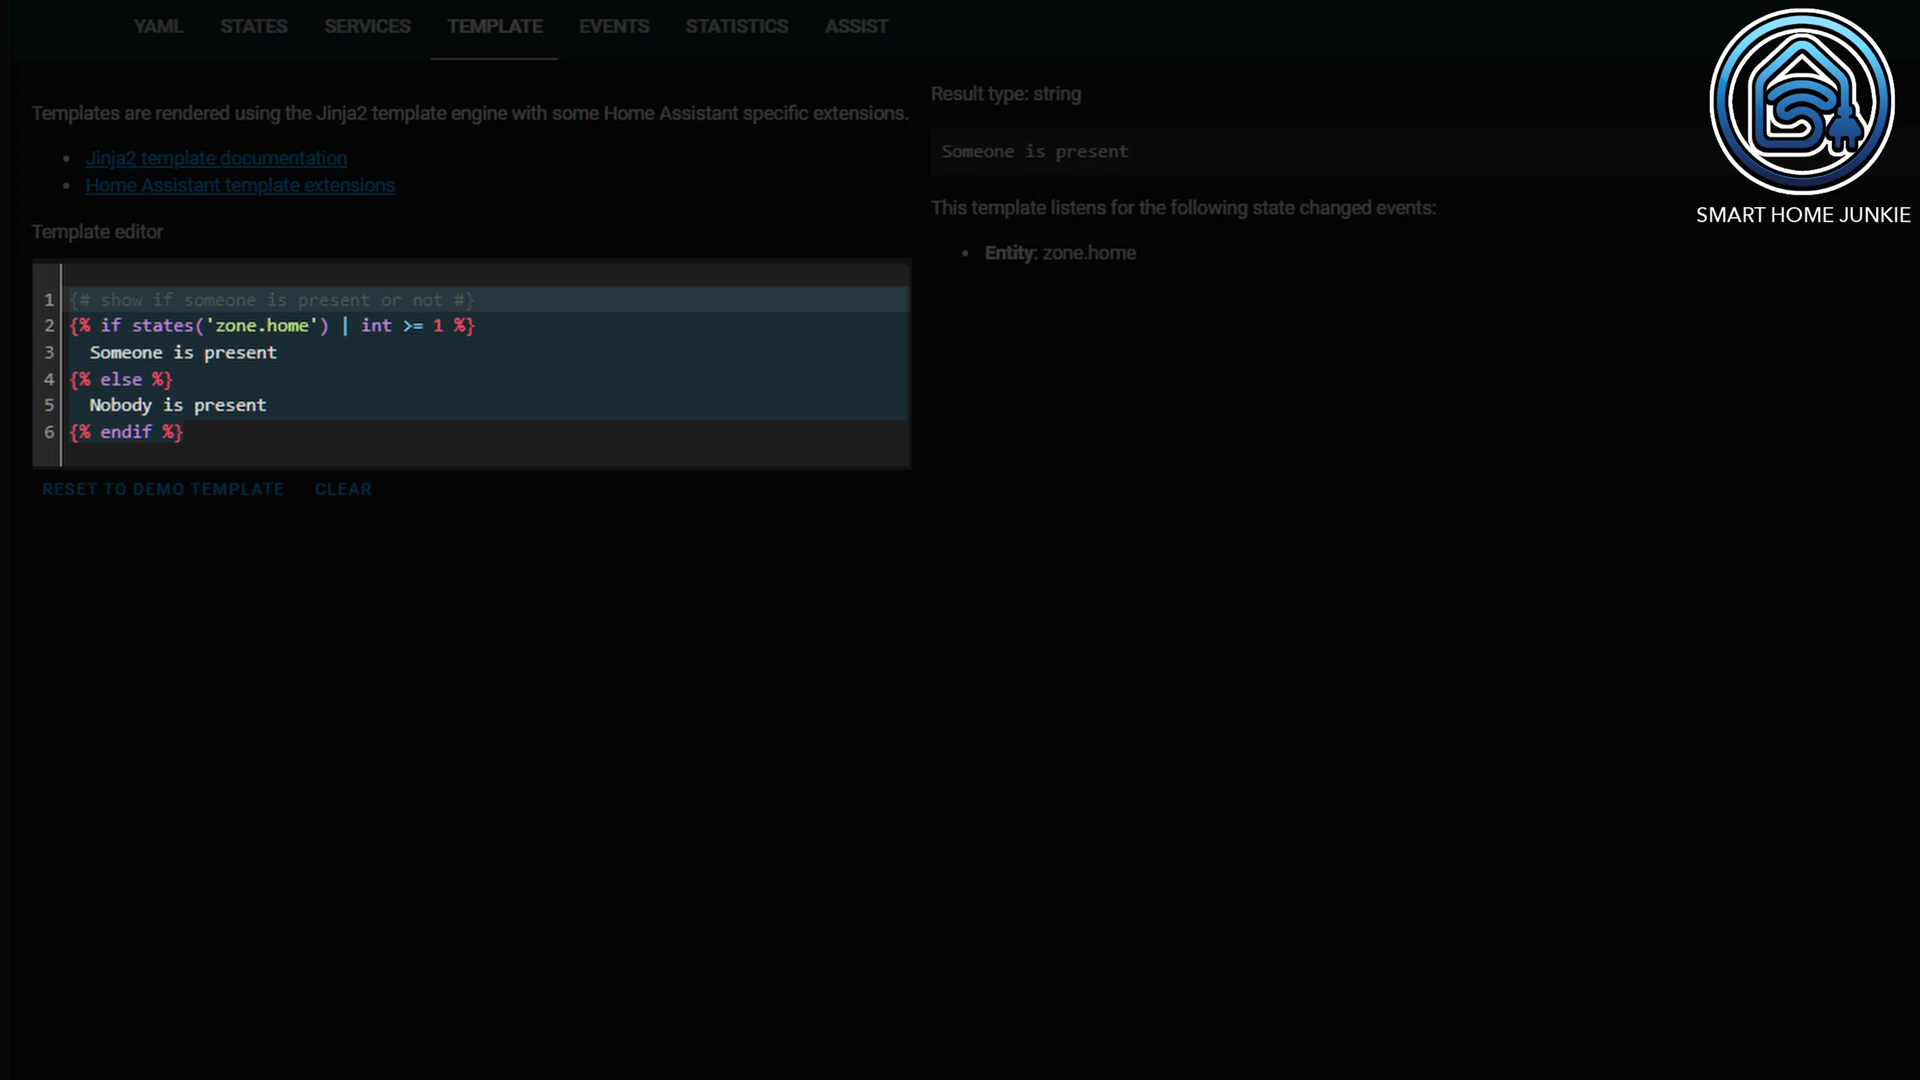 YAML STATES SERVICES TEMPLATE EVENTS STATISTICS ASSIST
Templates are rendered using the Jinja2 template engine with some Home Assistant specific extensions.
• Jinja2 template documentation
• Home Assistant template extensions
Template editor
1 {# show if someone is present or not #}
2 {% if states('zone.home') | int >= 1 %}
3   Someone is present
4 {% else %}
5   Nobody is present
6 {% endif %}
RESET TO DEMO TEMPLATE CLEAR
Result type: string
Someone is present
This template listens for the following state changed events:
• Entity: zone.home
SMART HOME JUNKIE